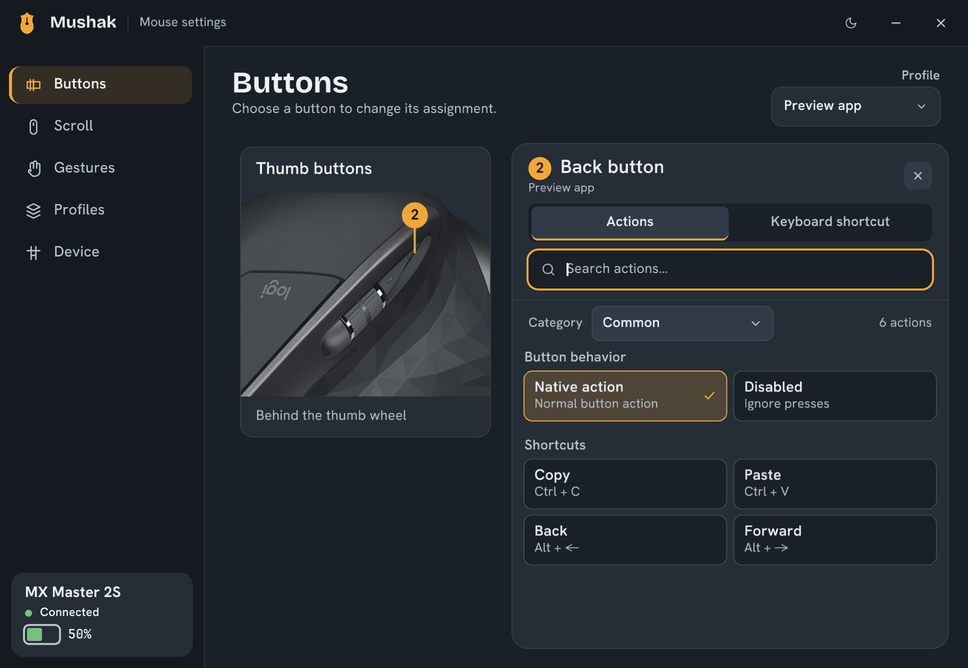 Mushak
Mouse settings
Buttons
Scroll
Gestures
Profiles
Device
MX Master 2S
Connected
50%
Buttons
Choose a button to change its assignment.
Profile
Preview app
Thumb buttons
2
logi
Behind the thumb wheel
2 Back button
Preview app
Actions
Keyboard shortcut
Search actions...
Category
Common
6 actions
Button behavior
Native action
Normal button action
Disabled
Ignore presses
Shortcuts
Copy
Ctrl + C
Paste
Ctrl + V
Back
Alt + ←
Forward
Alt + →